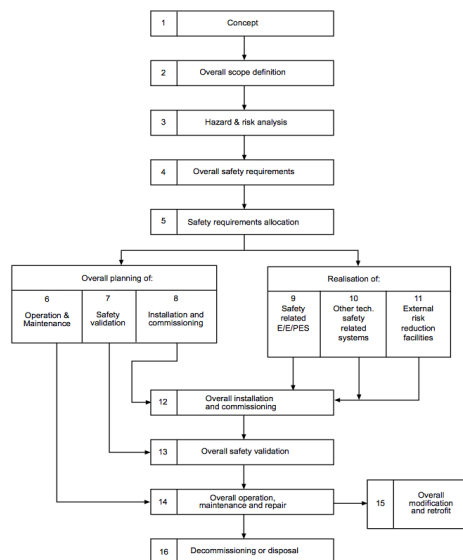 1 Concept
2 Overall scope definition
3 Hazard & risk analysis
4 Overall safety requirements
5 Safety requirements allocation
Overall planning of:
6
Operation &
Maintenance
7
Safety
validation
8
Installation and
commissioning
Realisation of:
9
Safety
related
E/E/PES
10
Other tech.
safety
related
systems
11
External
risk
reduction
facilities
12 Overall installation
and commissioning
13 Overall safety validation
14 Overall operation,
maintenance and repair
15 Overall
modification
and retrofit
16 Decommissioning or disposal